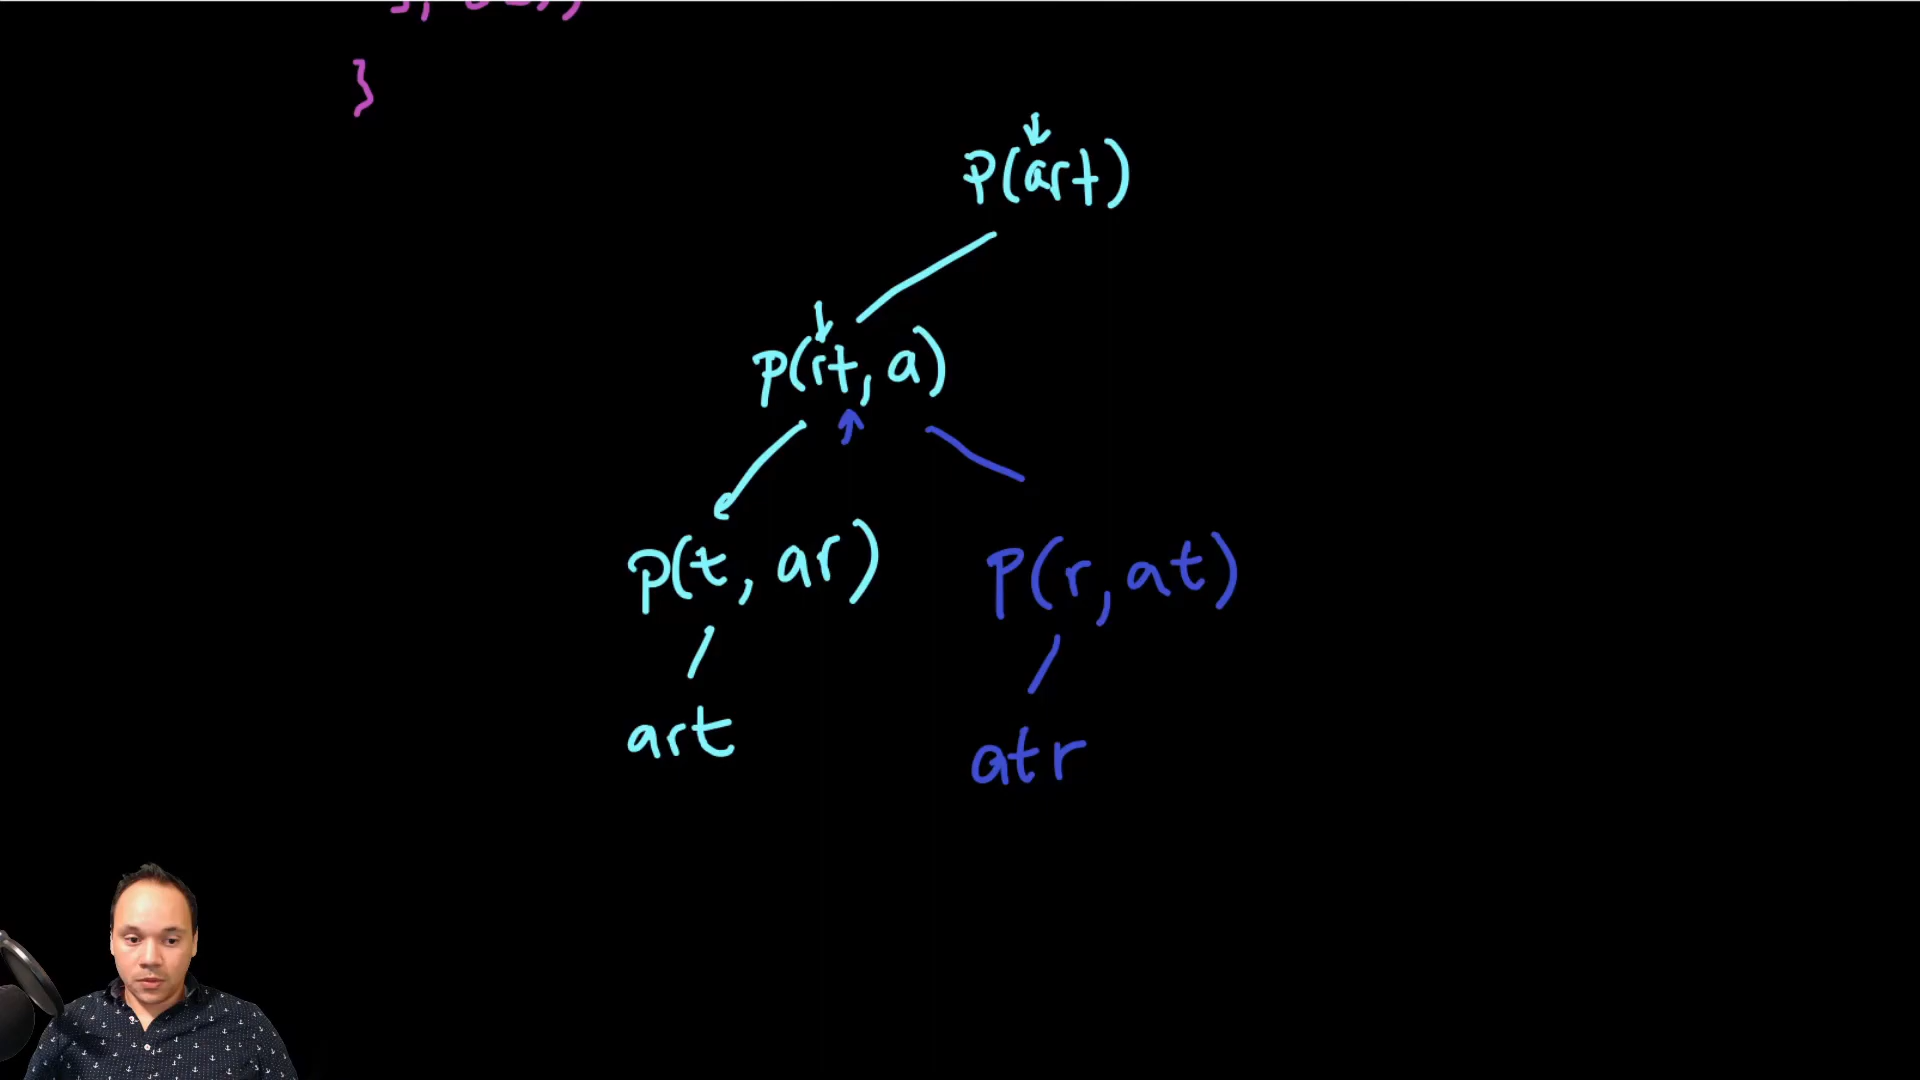 }
P(art)
P(rt, a)
P(t, ar)
P(r, at)
art
atr